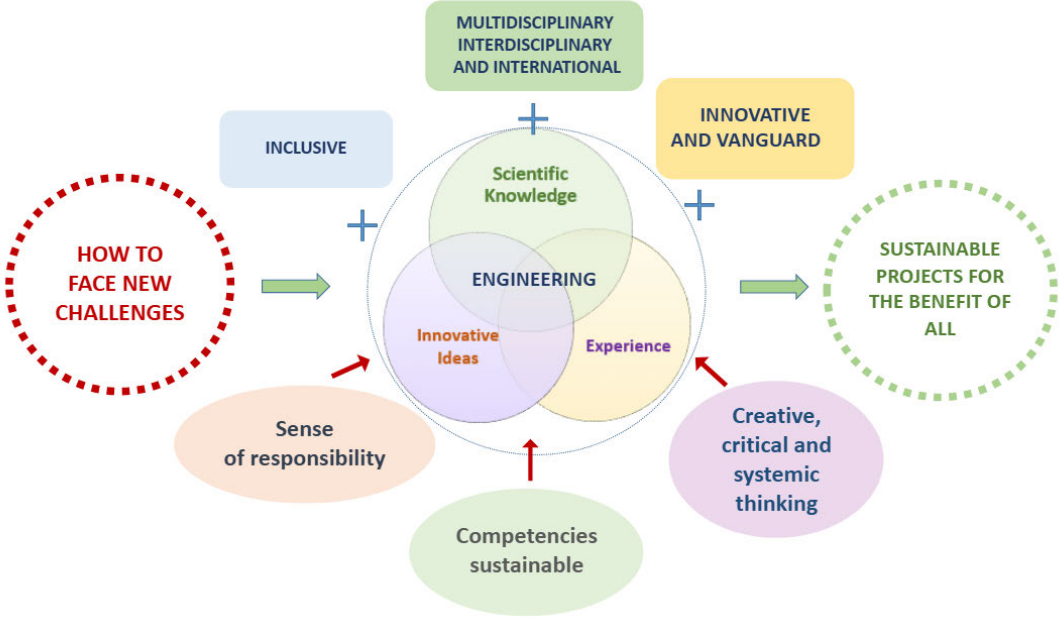 MULTIDISCIPLINARY
INTERDISCIPLINARY
AND INTERNATIONAL
INCLUSIVE
INNOVATIVE
AND VANGUARD
Scientific
Knowledge
HOW TO
FACE NEW
CHALLENGES
ENGINEERING
SUSTAINABLE
PROJECTS FOR
THE BENEFIT OF
ALL
Innovative
Ideas
Experience
Sense
of responsibility
Creative,
critical and
systemic
thinking
Competencies
sustainable